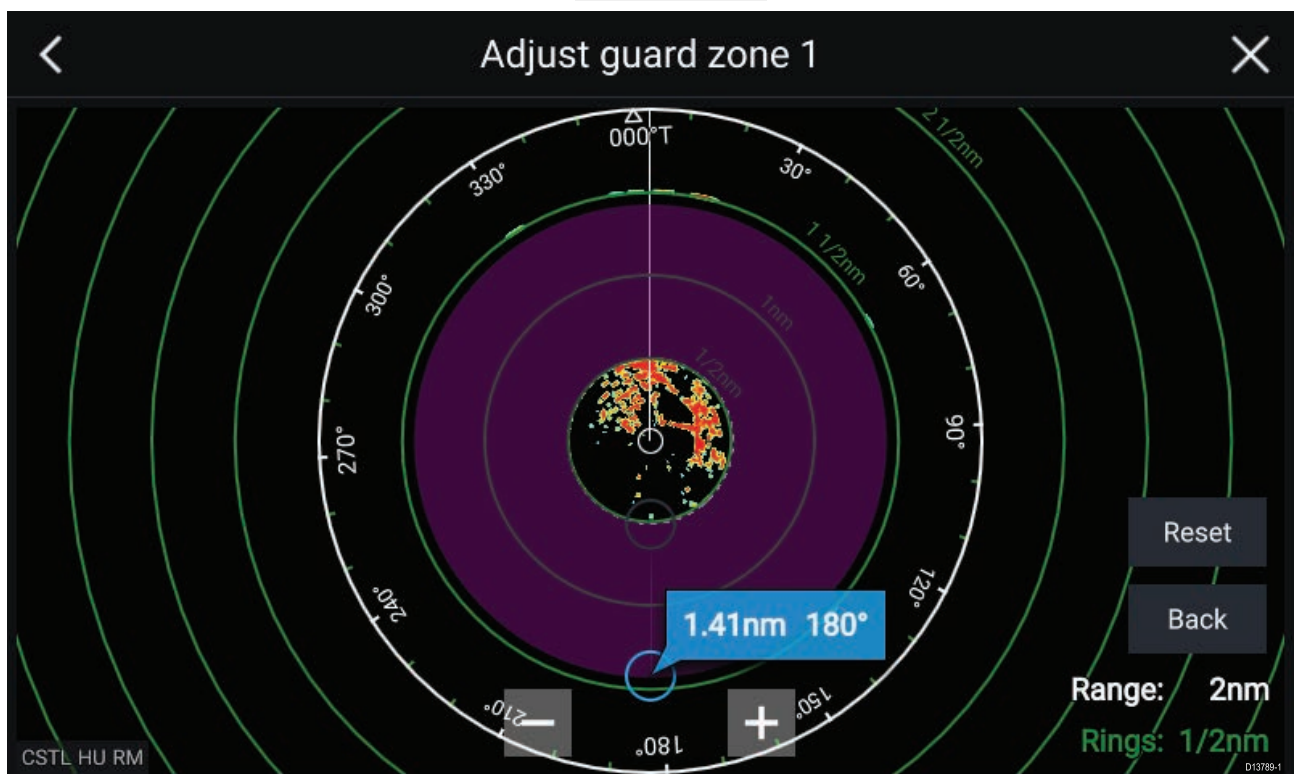 Adjust guard zone 1
000°T
30°
60°
90°
120°
150°
180°
210°
240°
270°
300°
330°
2 1/2nm
1 1/2nm
1nm
1/2nm
1.41nm 180°
Reset
Back
Range: 2nm
Rings: 1/2nm
CSTL HU RM
D13789-1